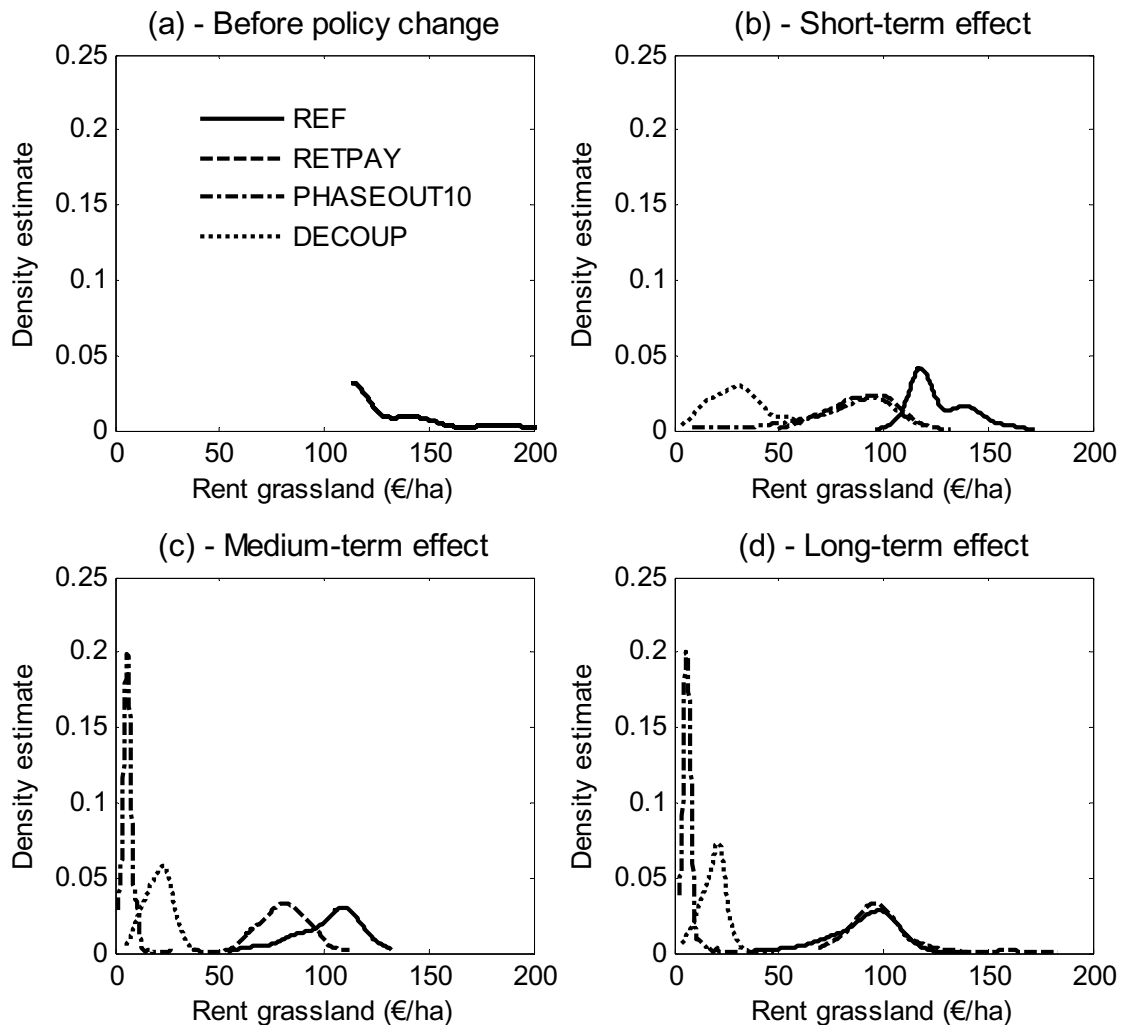 (a) - Before policy change
0.25
0.2
0.15
0.1
0.05
0
Density estimate
REF
RETPAY
PHASEOUT10
DECOUP
0 50 100 150 200
Rent grassland (€/ha)
(b) - Short-term effect
0.25
0.2
0.15
0.1
0.05
0
Density estimate
0 50 100 150 200
Rent grassland (€/ha)
(c) - Medium-term effect
0.25
0.2
0.15
0.1
0.05
0
Density estimate
0 50 100 150 200
Rent grassland (€/ha)
(d) - Long-term effect
0.25
0.2
0.15
0.1
0.05
0
Density estimate
0 50 100 150 200
Rent grassland (€/ha)